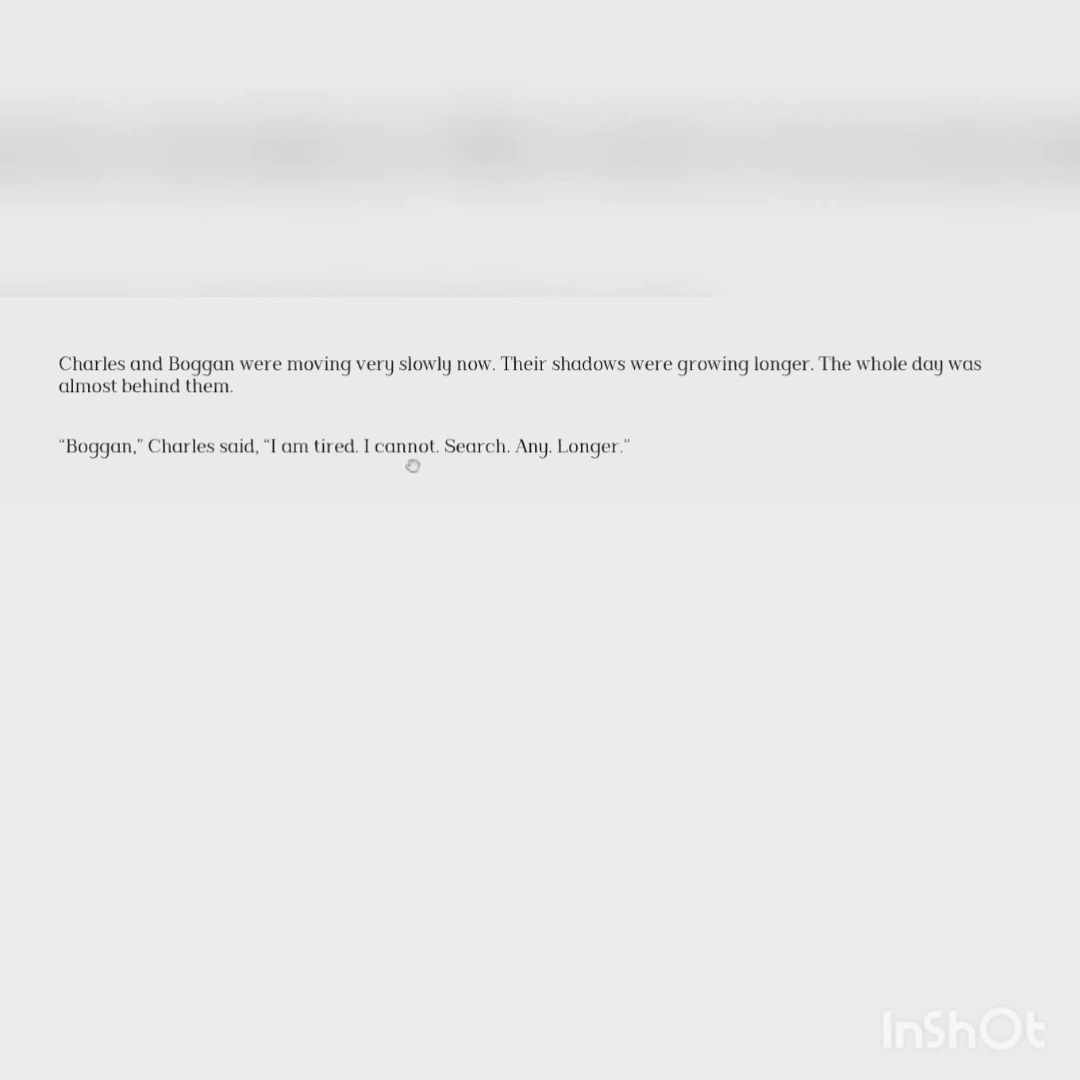 Charles and Boggan were moving very slowly now. Their shadows were growing longer. The whole day was
almost behind them.
“Boggan,” Charles said, “I am tired. I cannot. Search. Any. Longer.”
InShOt